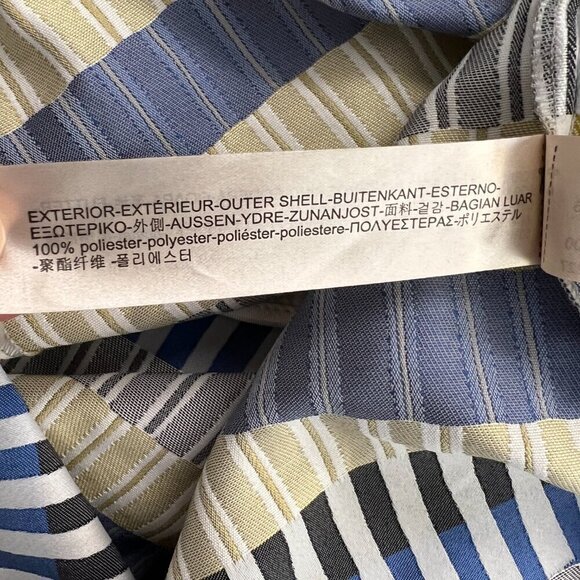 EXTERIOR-EXTÉRIEUR-OUTER SHELL-BUITENKANT-ESTERNO-
ΕΞΩΤΕΡΙΚΟ-外側-AUSSEN-YDRE-ZUNANJOST-面料-겉감-BAGIAN LUAR
100% poliester-polyester-poliéster-poliestere-ΠΟΛΥΕΣΤΕΡΑΣ-ポリエステル
-聚酯纤维 -폴리에스터